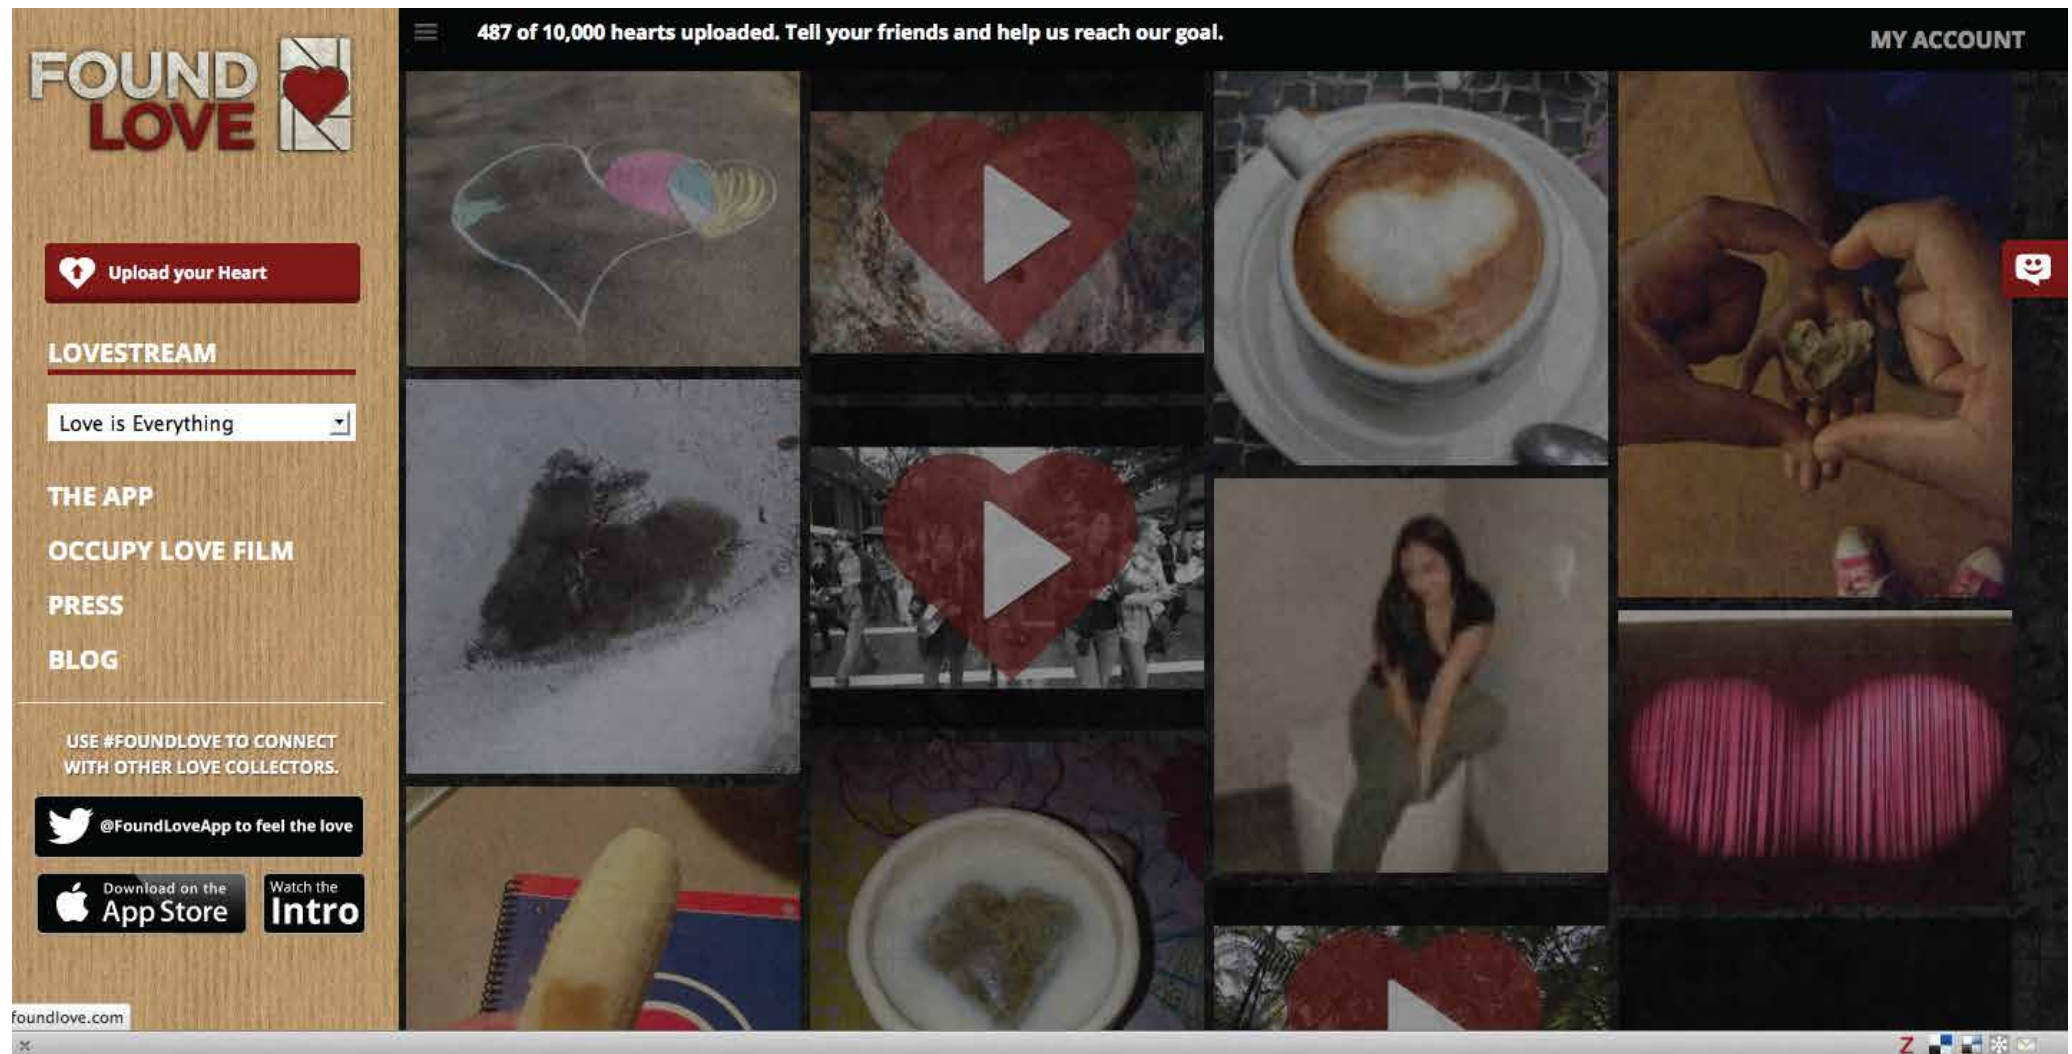 FOUND
LOVE
487 of 10,000 hearts uploaded. Tell your friends and help us reach our goal.
MY ACCOUNT
Upload your Heart
LOVESTREAM
Love is Everything
THE APP
OCCUPY LOVE FILM
PRESS
BLOG
USE #FOUNDLOVE TO CONNECT
WITH OTHER LOVE COLLECTORS.
@FoundLoveApp to feel the love
Download on the
App Store
Watch the
Intro
foundlove.com
Z